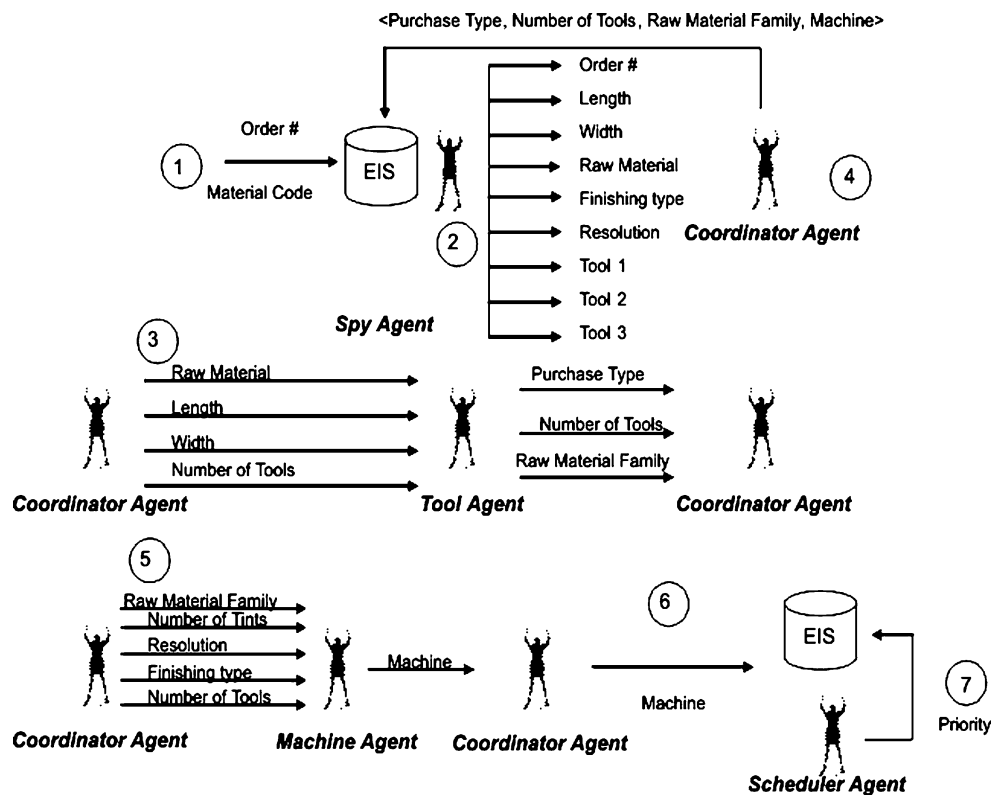 <Purchase Type, Number of Tools, Raw Material Family, Machine>
Order #
Length
Width
Raw Material
Finishing type
Resolution
Tool 1
Tool 2
Tool 3
1
Order #
Material Code
EIS
2
Spy Agent
4
Coordinator Agent
3
Raw Material
Length
Width
Number of Tools
Coordinator Agent
Tool Agent
Purchase Type
Number of Tools
Raw Material Family
Coordinator Agent
5
Raw Material Family
Number of Tints
Resolution
Finishing type
Number of Tools
Coordinator Agent
Machine Agent
Machine
Coordinator Agent
6
Machine
EIS
7
Priority
Scheduler Agent